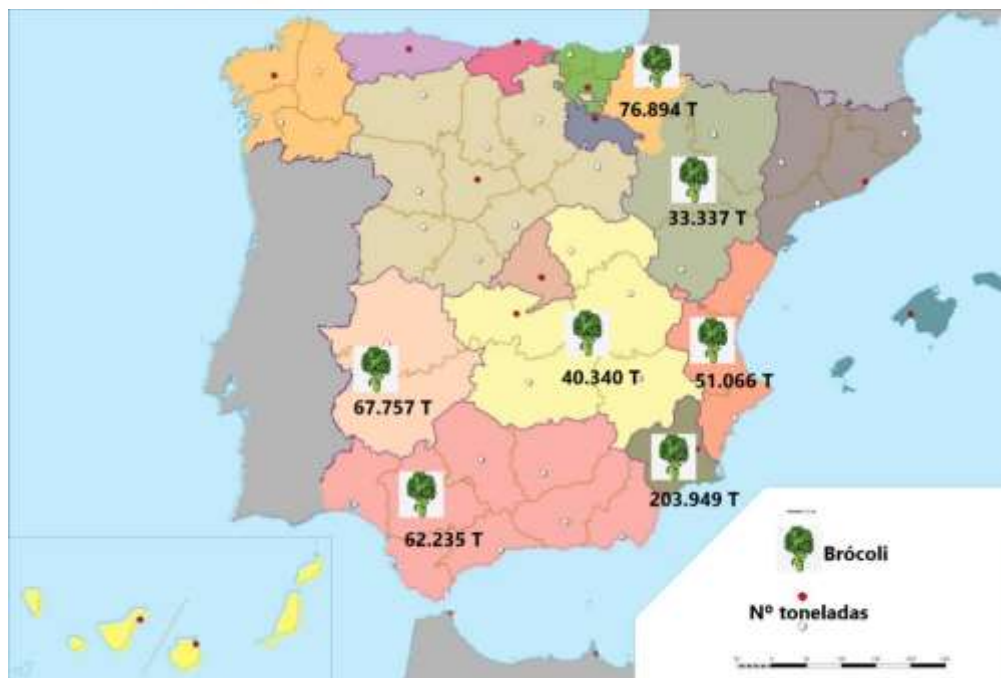 76.894 T
33.337 T
40.340 T
51.066 T
67.757 T
203.949 T
62.235 T
Brócoli
Nº toneladas